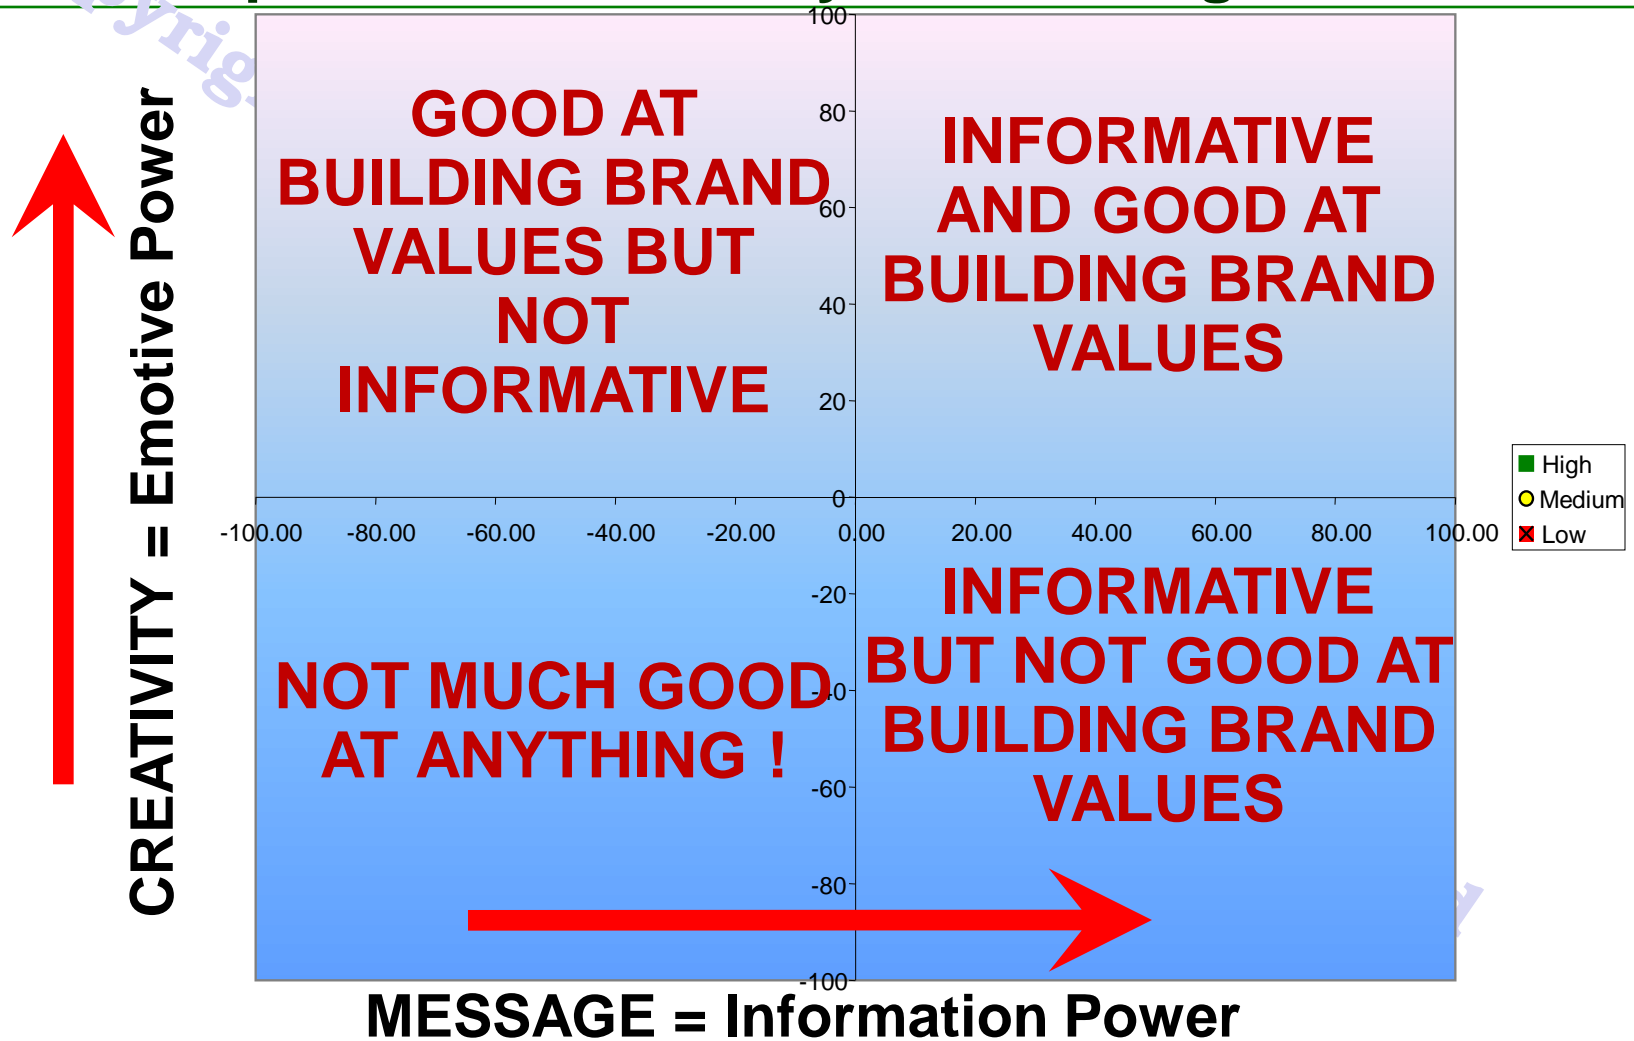 100
GOOD AT
BUILDING BRAND
VALUES BUT
NOT
INFORMATIVE
80
60
40
20
0
INFORMATIVE
AND GOOD AT
BUILDING BRAND
VALUES
CREATIVITY = Emotive Power
High
Medium
Low
-100.00 -80.00 -60.00 -40.00 -20.00 0.00 20.00 40.00 60.00 80.00 100.00
NOT MUCH GOOD
AT ANYTHING !
-20
-40
-60
-80
-100
INFORMATIVE
BUT NOT GOOD AT
BUILDING BRAND
VALUES
MESSAGE = Information Power